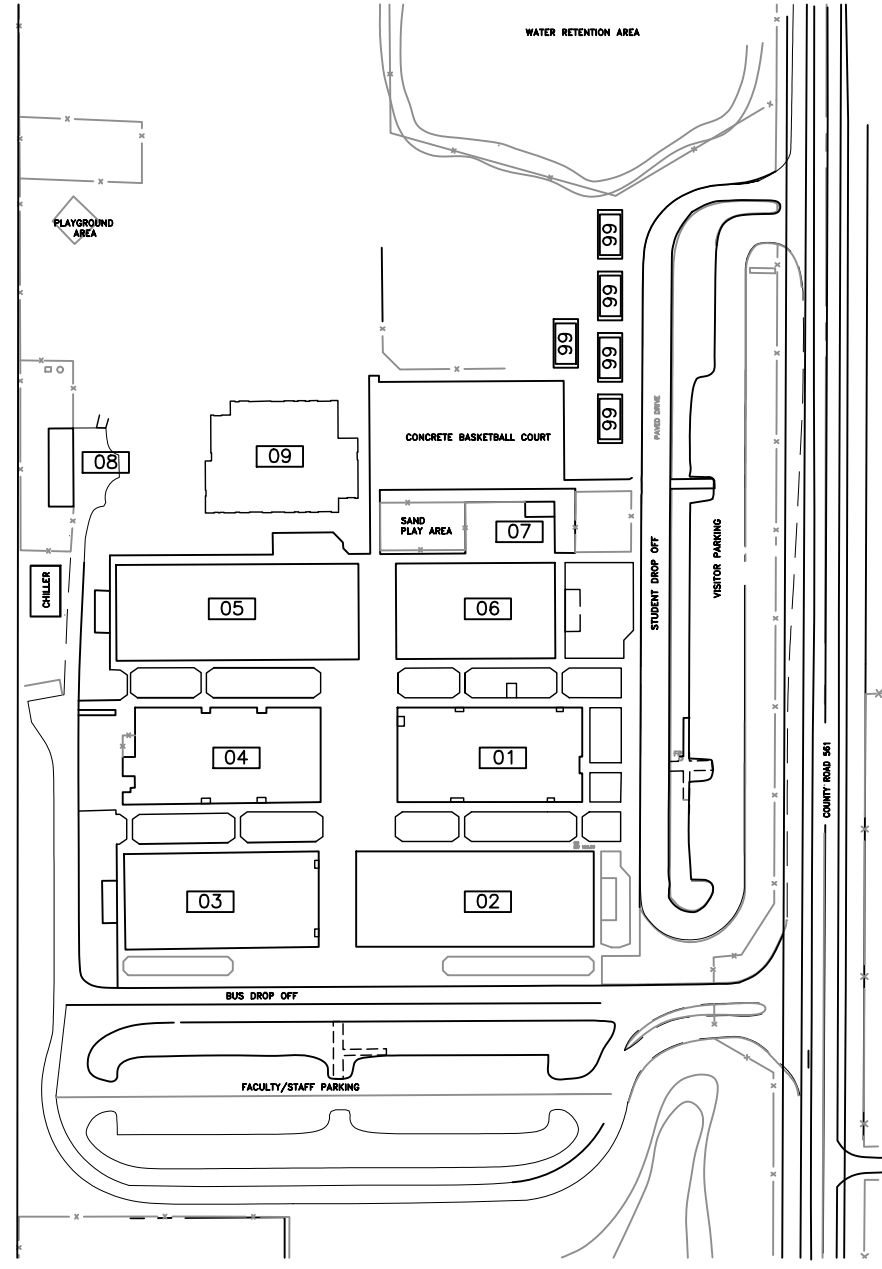 WATER RETENTION AREA
PLAYGROUND
AREA
99
99
99
99
99
PAVED DRIVE
CONCRETE BASKETBALL COURT
08
09
SAND
PLAY AREA
07
STUDENT DROP OFF
VISITOR PARKING
CHILLER
05
06
04
01
COUNTY ROAD 561
03
02
BUS DROP OFF
FACULTY/STAFF PARKING